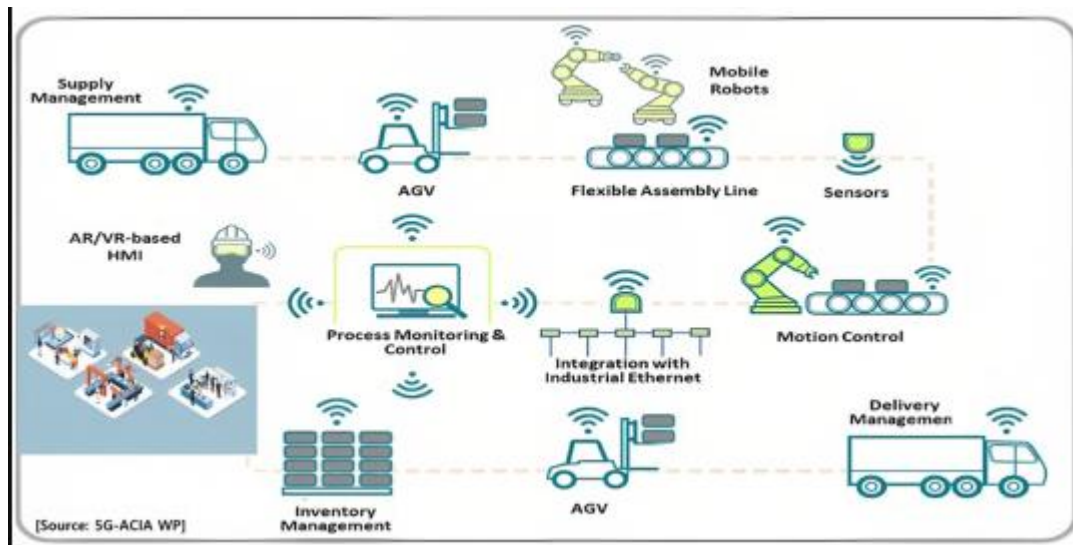 Supply
Management
AGV
Mobile
Robots
Flexible Assembly Line
Sensors
AR/VR-based
HMI
Process Monitoring &
Control
Integration with
Industrial Ethernet
Motion Control
Delivery
Managemen
Inventory
Management
AGV
[Source: 5G-ACIA WP]